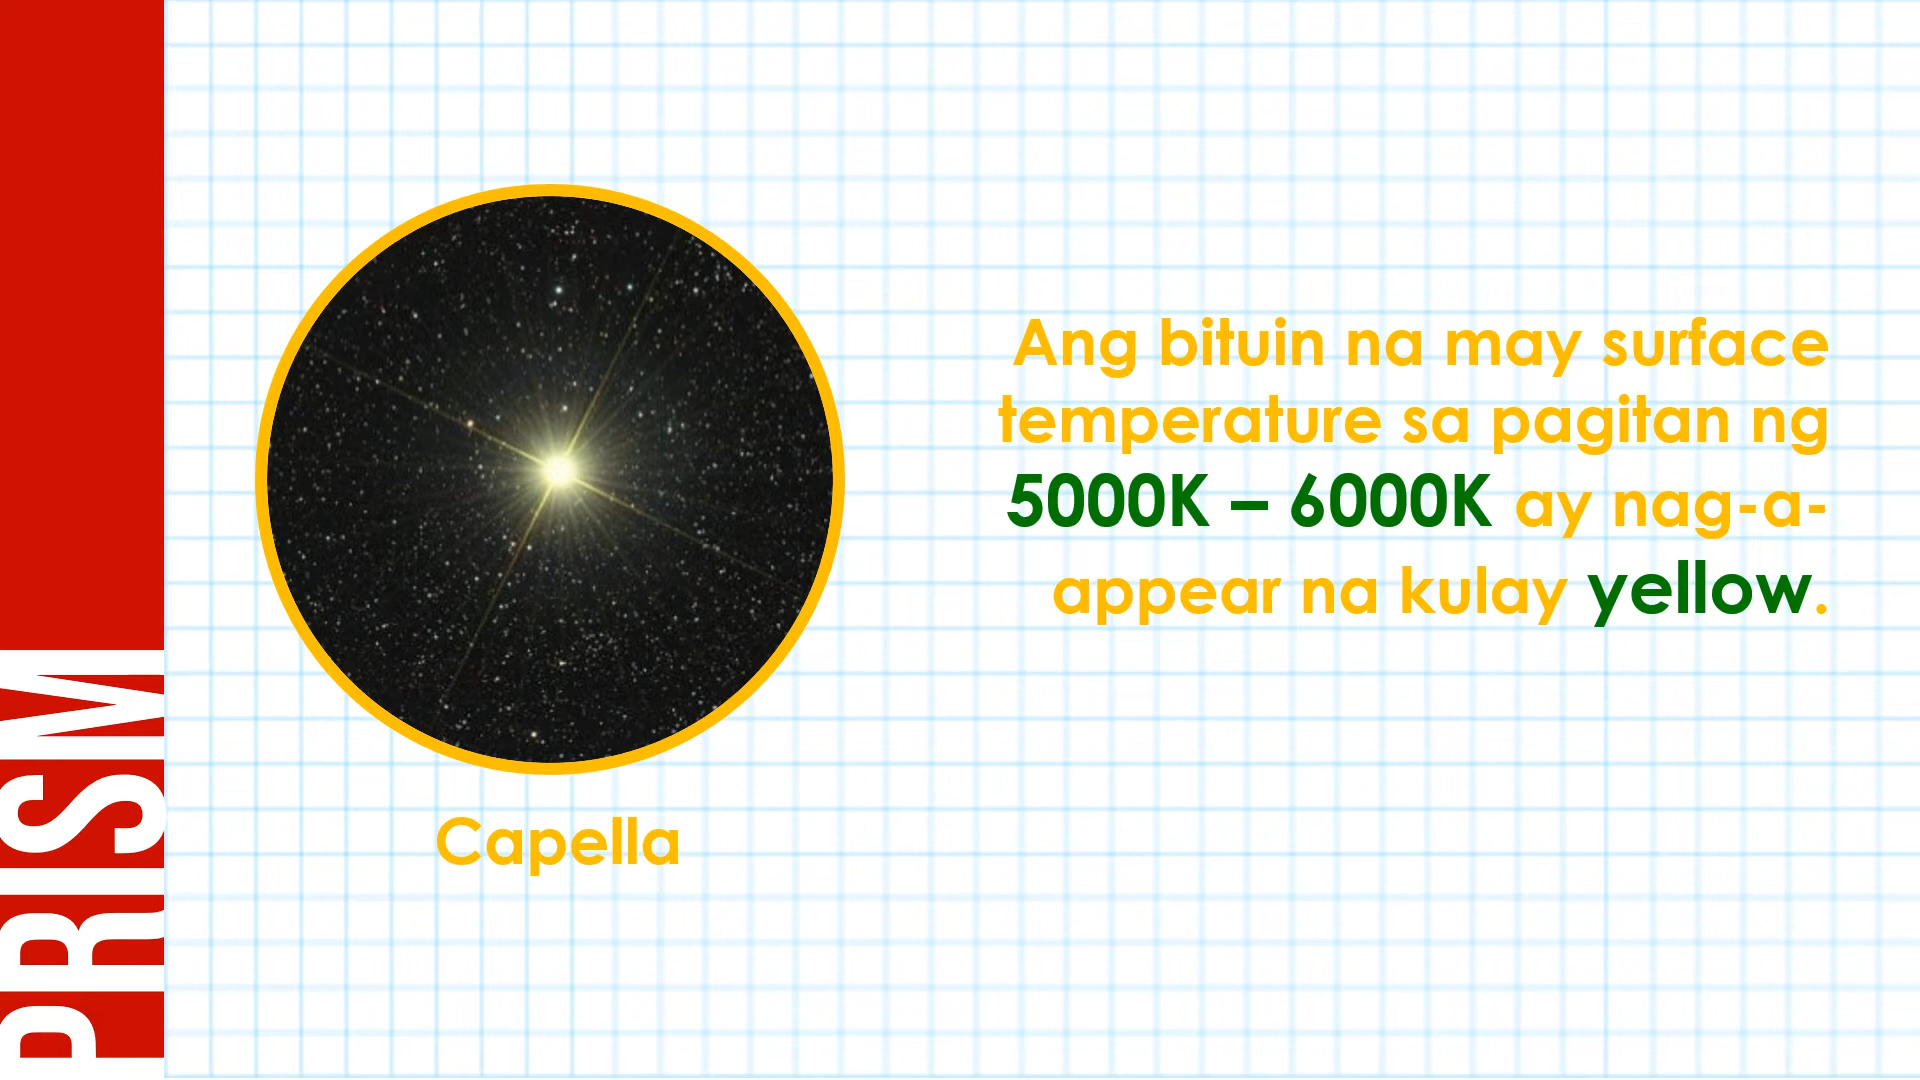 PRISM
Ang bituin na may surface
temperature sa pagitan ng
5000K – 6000K ay nag-a-
appear na kulay yellow.
Capella